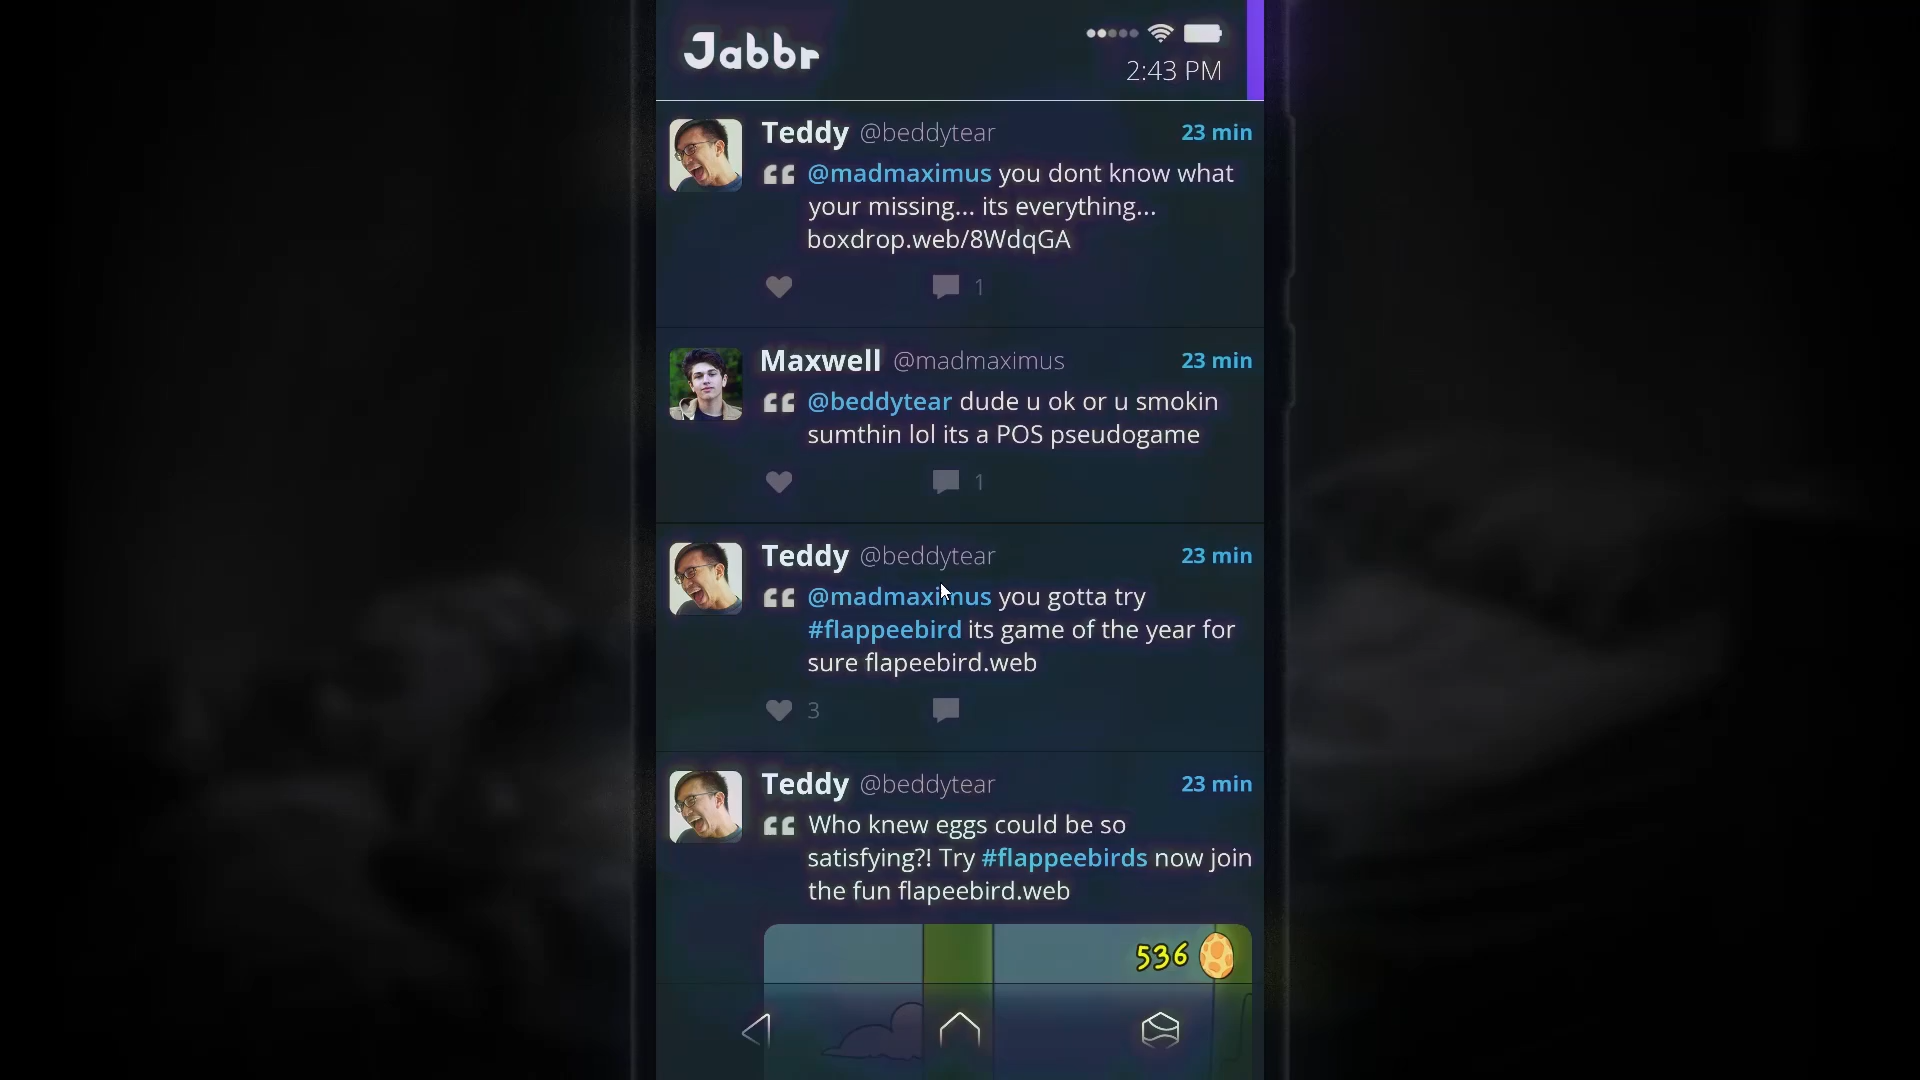 Jabbr
2:43 PM
Teddy @beddytear 23 min
@madmaximus you dont know what
your missing... its everything...
boxdrop.web/8WdqGA
1
Maxwell @madmaximus 23 min
@beddytear dude u ok or u smokin
sumthin lol its a POS pseudogame
1
Teddy @beddytear 23 min
@madmaximus you gotta try
#flappeebird its game of the year for
sure flapeebird.web
3
Teddy @beddytear 23 min
Who knew eggs could be so
satisfying?! Try #flappeebirds now join
the fun flapeebird.web
536